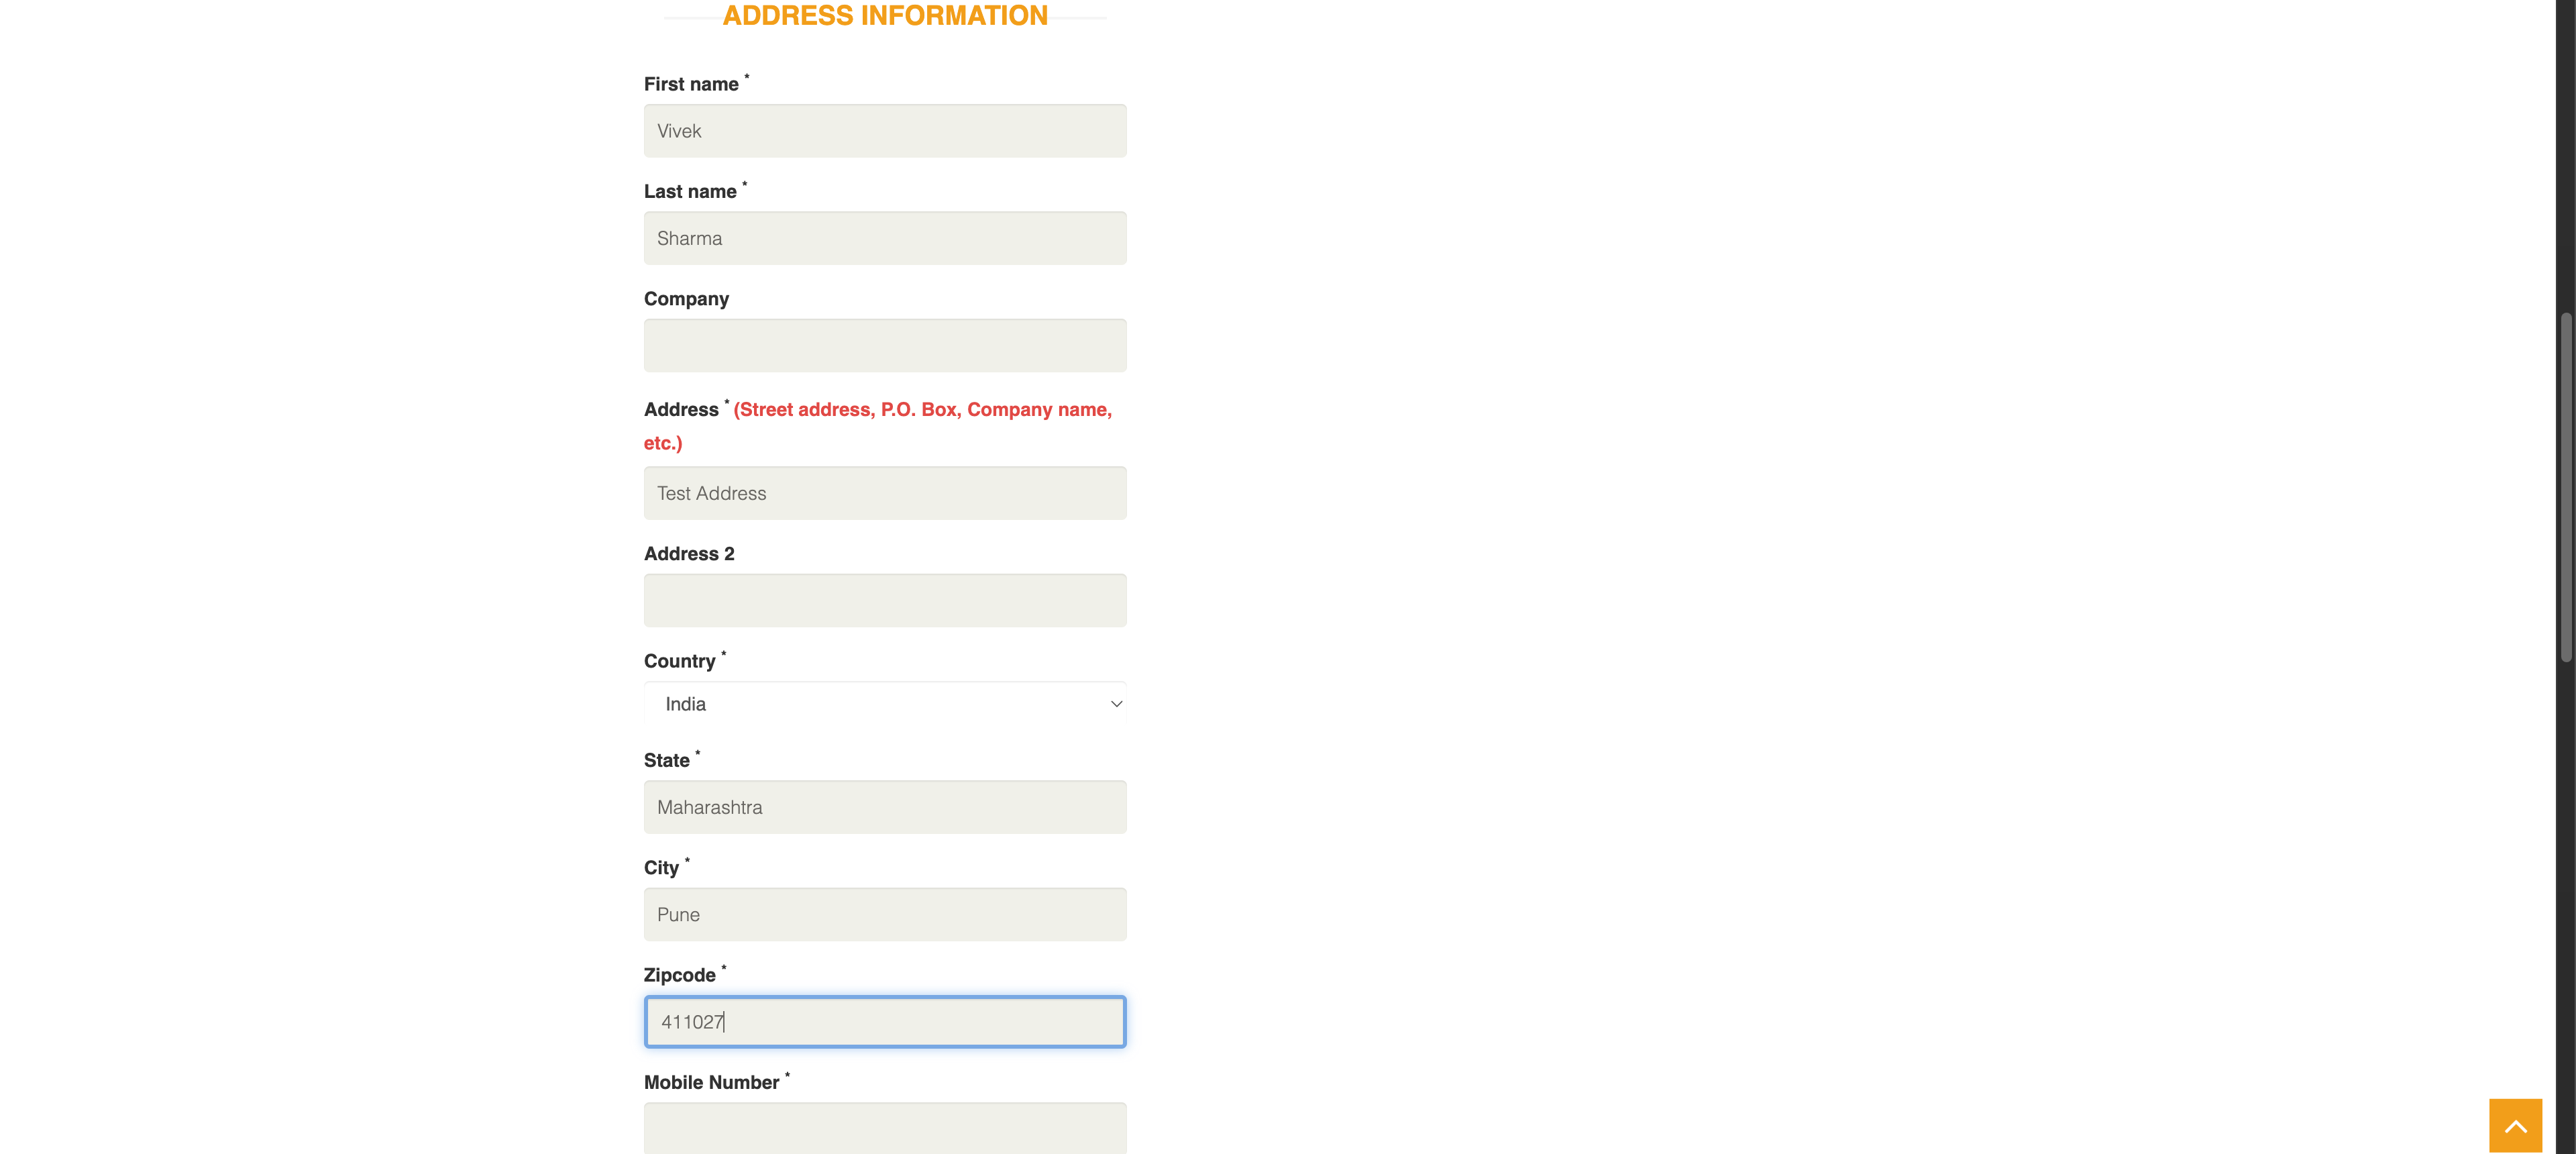 ADDRESS INFORMATION
First name *
Vivek
Last name *
Sharma
Company
Address * (Street address, P.O. Box, Company name,
etc.)
Test Address
Address 2
Country *
India
State *
Maharashtra
City *
Pune
Zipcode *
411027
Mobile Number *